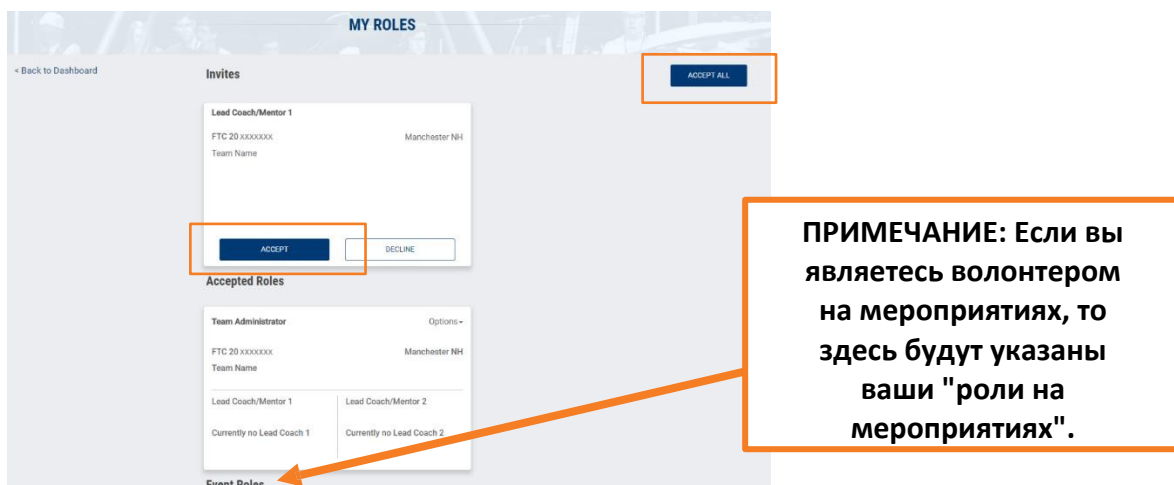 MY ROLES
< Back to Dashboard
Invites
ACCEPT ALL
Lead Coach/Mentor 1
FTC 20 xxxxxxx
Manchester NH
Team Name
ACCEPT
DECLINE
Accepted Roles
Team Administrator
Options
FTC 20 xxxxxxx
Manchester NH
Team Name
Lead Coach/Mentor 1
Lead Coach/Mentor 2
Currently no Lead Coach 1
Currently no Lead Coach 2
Event Roles
ПРИМЕЧАНИЕ: Если вы
являетесь волонтером
на мероприятиях, то
здесь будут указаны
ваши "роли на
мероприятиях".